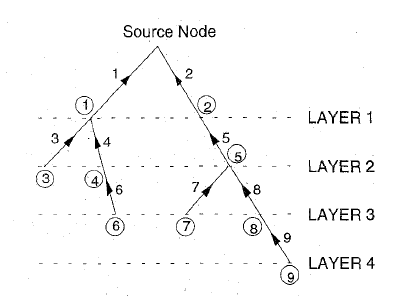 Source Node
1 2
1 2 LAYER 1
3 4 5
3 4 5 LAYER 2
6 7 8
6 7 8 LAYER 3
9
9 LAYER 4